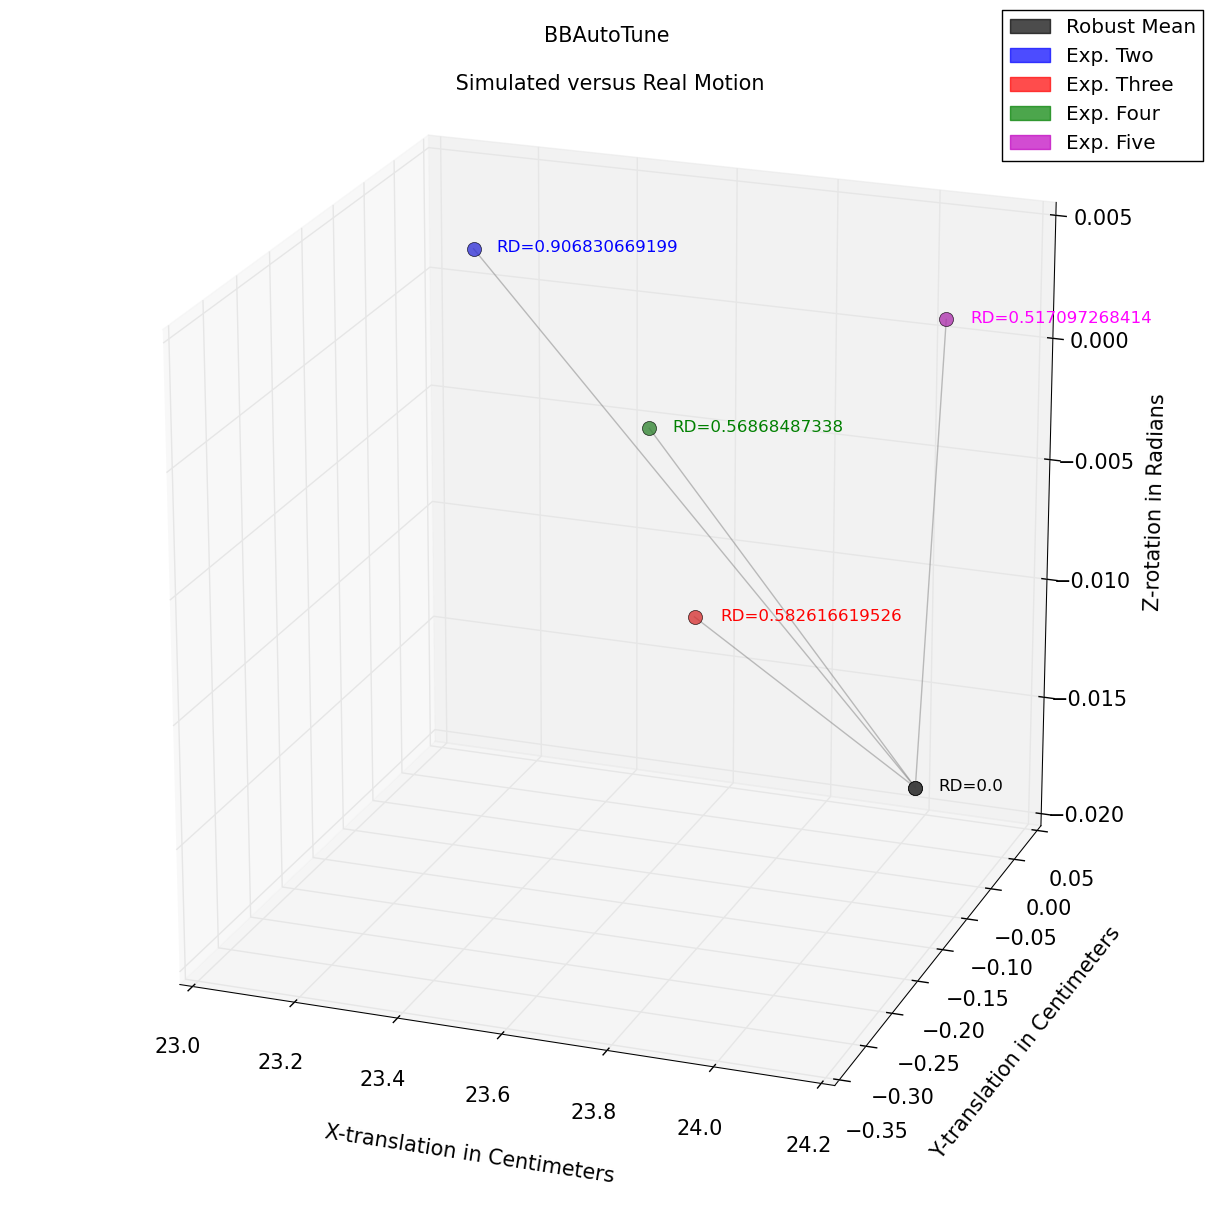 BBAutoTune
Simulated versus Real Motion
Robust Mean
Exp. Two
Exp. Three
Exp. Four
Exp. Five
RD=0.906830669199
RD=0.517097268414
RD=0.56868487338
RD=0.582616619526
RD=0.0
0.005
0.000
−0.005
−0.010
−0.015
−0.020
Z-rotation in Radians
0.05
0.00
−0.05
−0.10
−0.15
−0.20
−0.25
−0.30
−0.35
Y-translation in Centimeters
23.0
23.2
23.4
23.6
23.8
24.0
24.2
X-translation in Centimeters